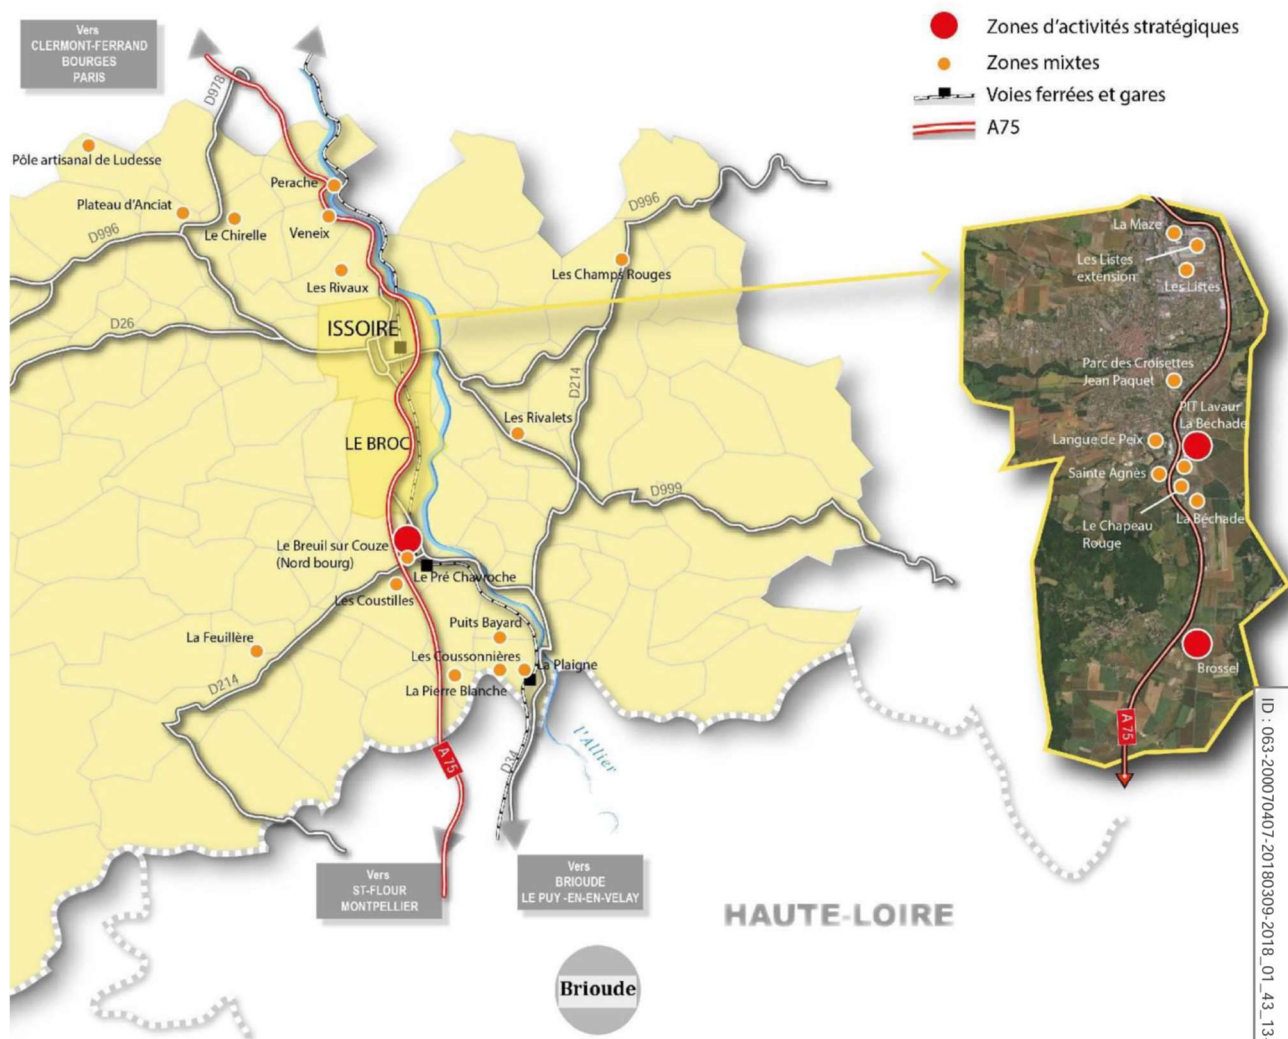 Vers
CLERMONT-FERRAND
BOURGES
PARIS
Zones d'activités stratégiques
Zones mixtes
Voies ferrées et gares
A75
D978
Pôle artisanal de Ludesse
Perache
Plateau d'Anciat
Le Chirelle
Veneix
D996
D996
Les Rivaux
Les Champs Rouges
D26
ISSOIRE
D214
Les Rivalets
LE BROC
D999
Le Breuil sur Couze
(Nord bourg)
Le Pré Chavroche
Les Coustilles
Puits Bayard
La Feuillère
Les Coussonnières
La Plaigne
La Pierre Blanche
D214
A 75
D34
l'Allier
Vers
ST-FLOUR
MONTPELLIER
Vers
BRIOUDE
LE PUY -EN-EN-VELAY
HAUTE-LOIRE
Brioude
La Maze
Les Listes
extension
Les Listes
Parc des Croisettes
Jean Paquet
PIT Lavaur
La Béchade
Langue de Peix
Sainte Agnès
Le Chapeau
Rouge
La Béchade
Brossel
A 75
ID : 063-200070407-20180309-2018_01_43_13-